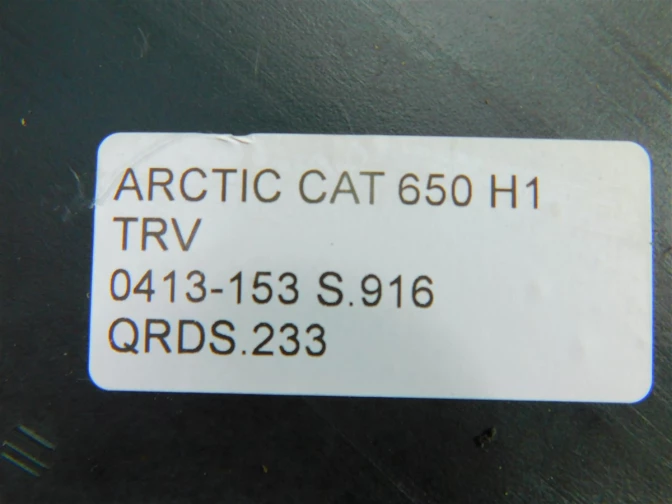 ARCTIC CAT 650 H1
TRV
0413-153 S.916
QRDS.233